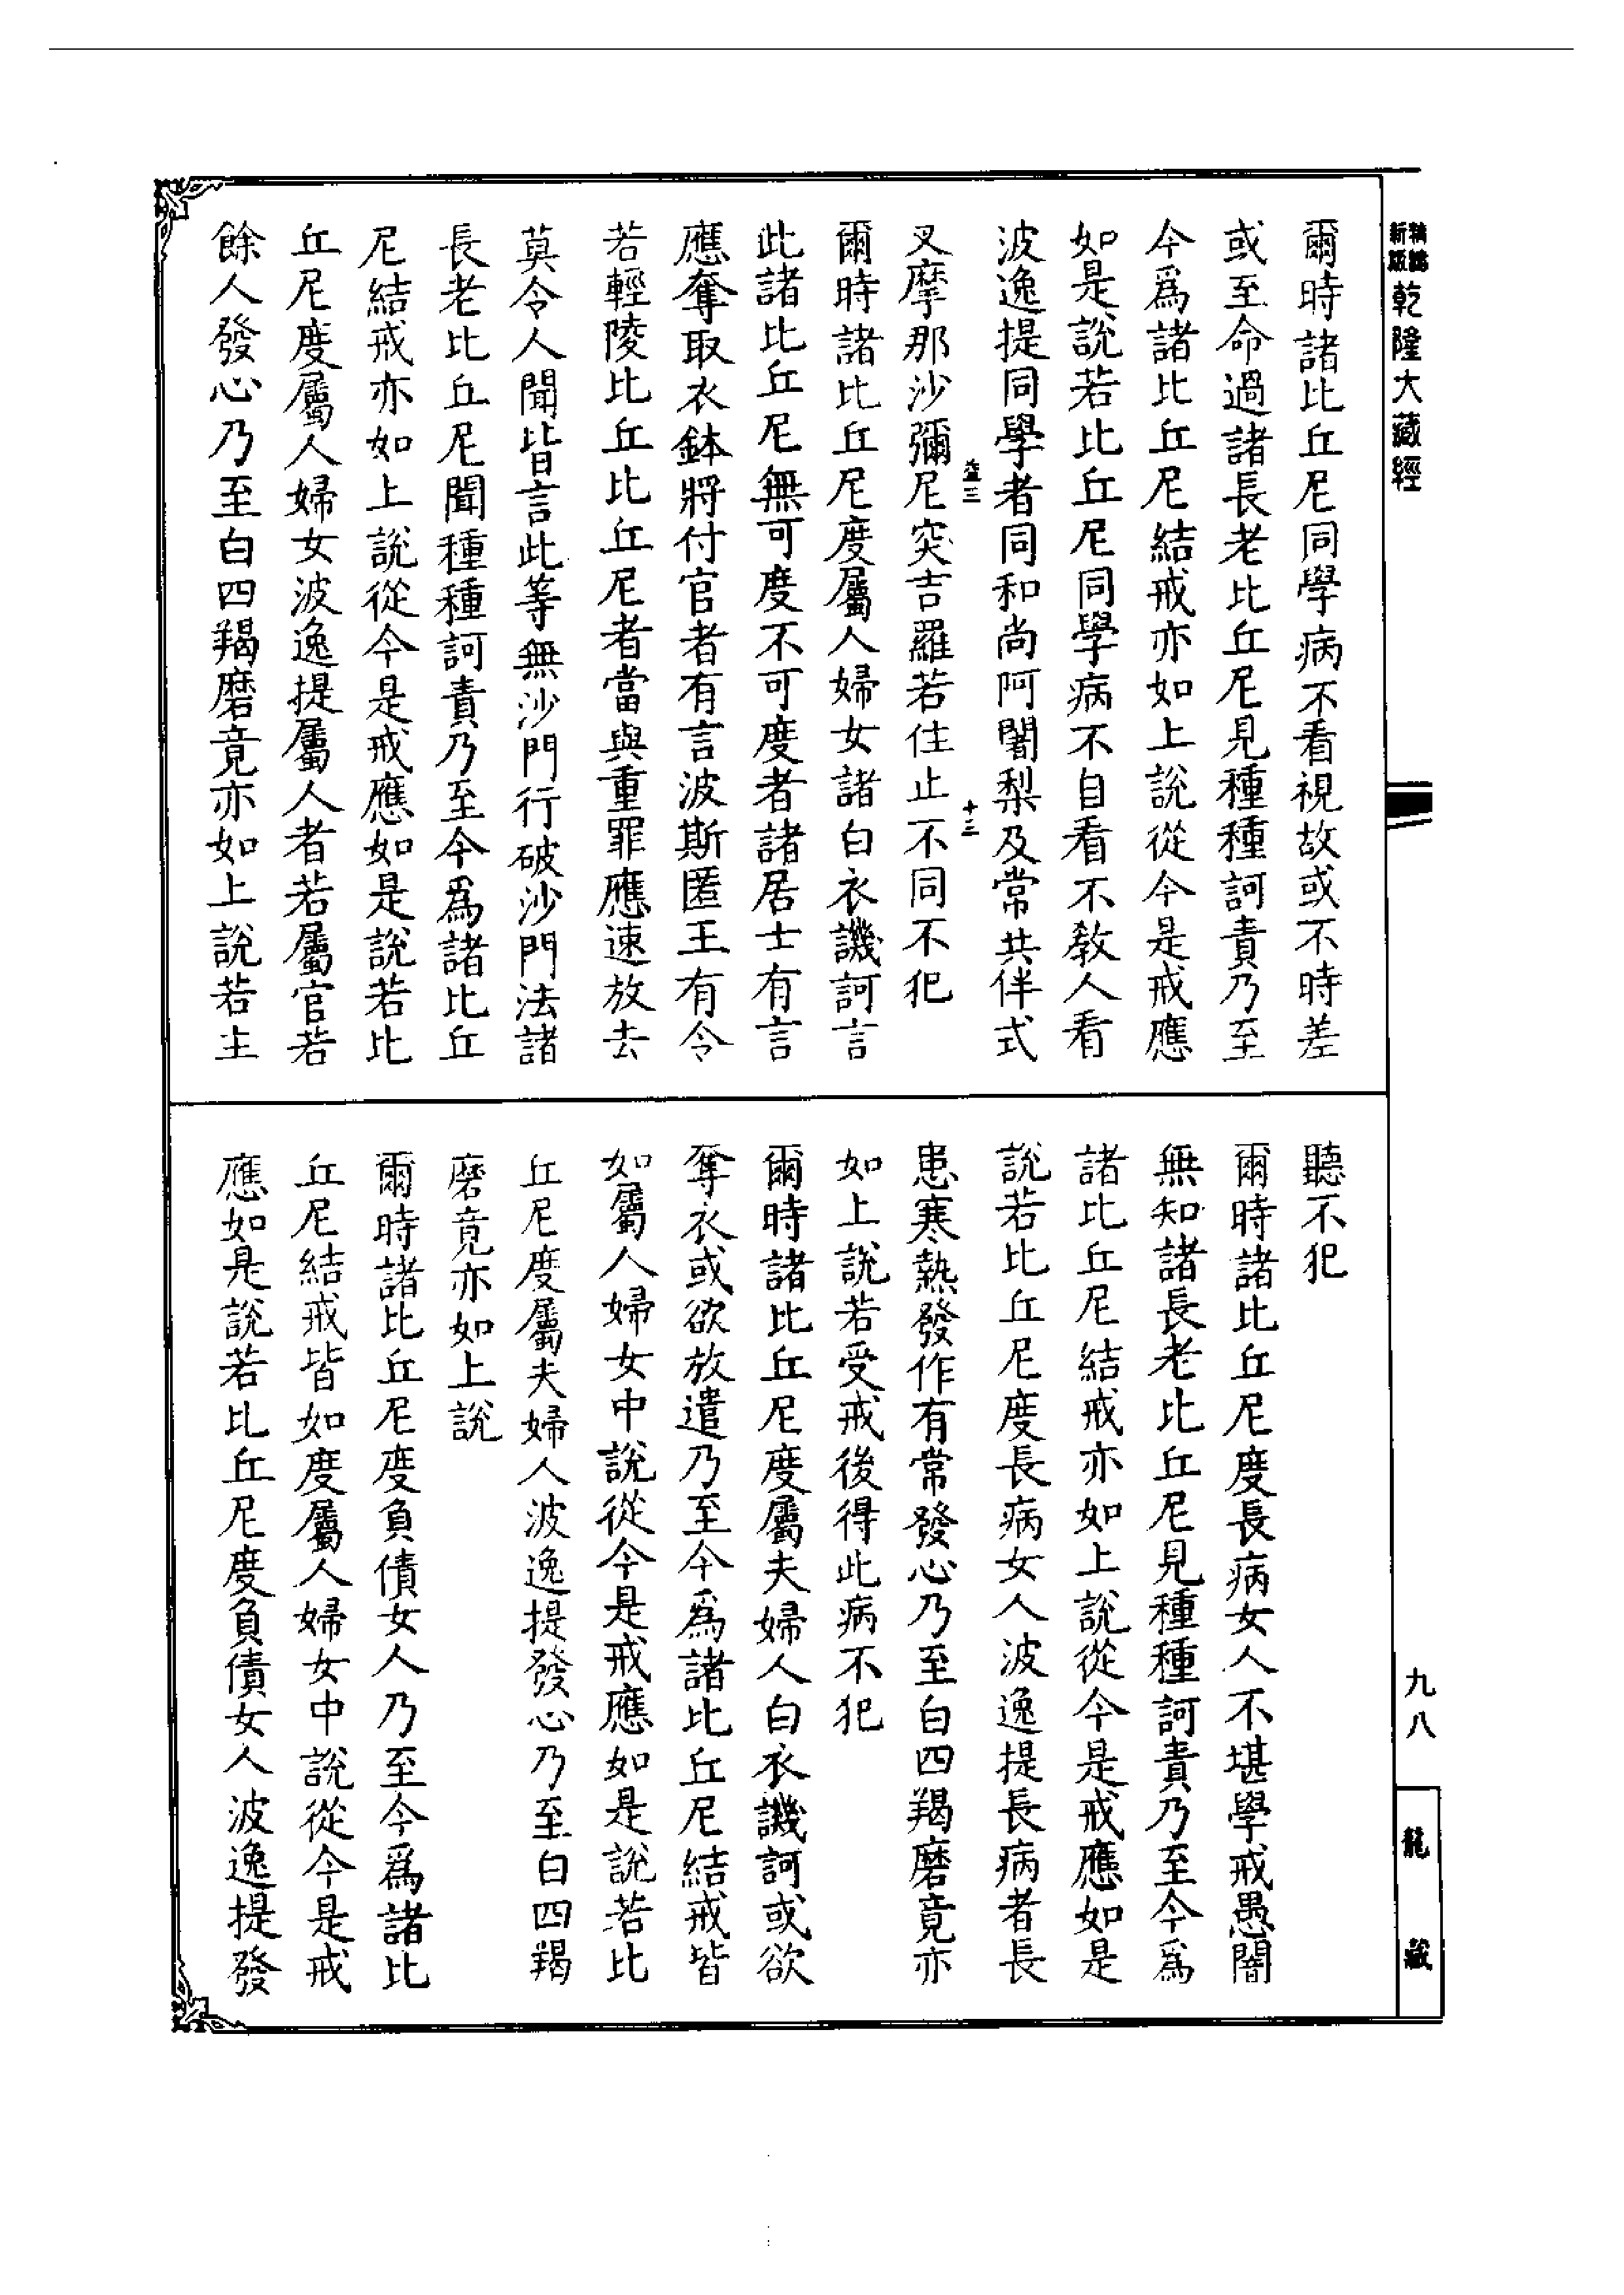 新版
精譌
乾隆大藏經
爾時諸比丘尼同學病不看視故或不時差
或至命過諸長老比丘尼見種種訶責乃至
今爲諸比丘尼結戒亦如上說從今是戒應
如是說若比丘尼同學病不自看不教人看
波逸提同學者同和尚阿闍梨及常共伴式
叉摩那沙彌尼突吉羅若住止不同不犯
爾時諸比丘尼度屬人婦女諸白衣譏訶言
此諸比丘尼無可度不可度者諸居士有言
應奪取衣鉢將付官者有言波斯匿王有令
若輕陵比丘比丘尼者當與重罪應速放去
莫令人聞皆言此等無沙門行破沙門法諸
長老比丘尼聞種種訶責乃至今爲諸比丘
尼結戒亦如上說從今是戒應如是說若比
丘尼度屬人婦女波逸提屬人者若屬官若
餘人發心乃至白四羯磨竟亦如上說若主
聽不犯
爾時諸比丘尼度長病女人不堪學戒愚闇
無知諸長老比丘尼見種種訶責乃至今爲
諸比丘尼結戒亦如上說從今是戒應如是
說若比丘尼度長病女人波逸提長病者長
患寒熱發作有常發心乃至白四羯磨竟亦
如上說若受戒後得此病不犯
爾時諸比丘尼度屬夫婦人白衣譏訶或欲
奪衣或欲放遣乃至今爲諸比丘尼結戒皆
如屬人婦女中說從今是戒應如是說若比
丘尼度屬夫婦人波逸提發心乃至白四羯
磨竟亦如上說
爾時諸比丘尼度負債女人乃至今爲諸比
丘尼結戒皆如度屬人婦女中說從今是戒
應如是說若比丘尼度負債女人波逸提發
九八
龍藏